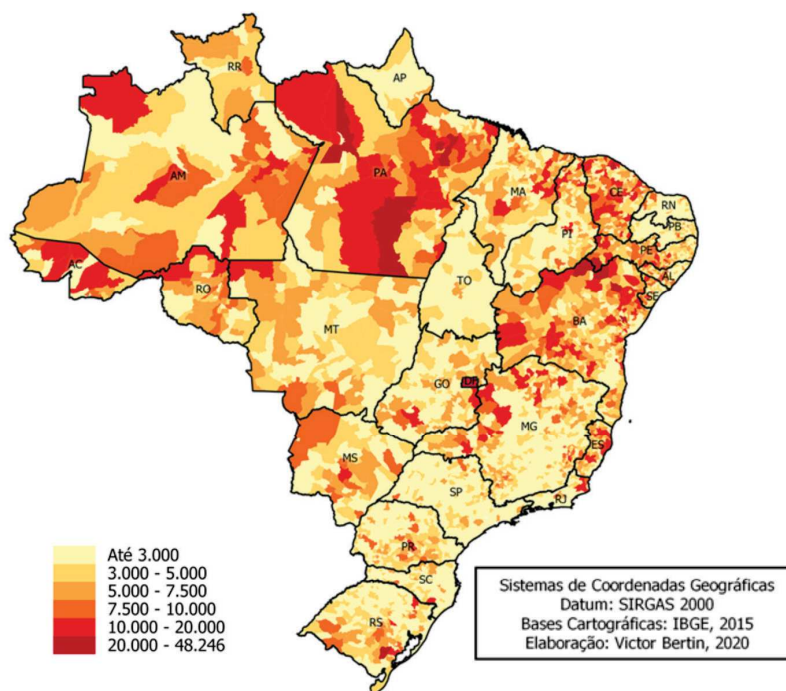 RR
AP
AM
PA
MA
CE
RN
PB
PI
PE
AL
SE
AC
RO
TO
BA
MT
GO
DF
MG
ES
MS
SP
RJ
PR
SC
RS
Até 3.000
3.000 - 5.000
5.000 - 7.500
7.500 - 10.000
10.000 - 20.000
20.000 - 48.246
Sistemas de Coordenadas Geográficas
Datum: SIRGAS 2000
Bases Cartográficas: IBGE, 2015
Elaboração: Victor Bertin, 2020